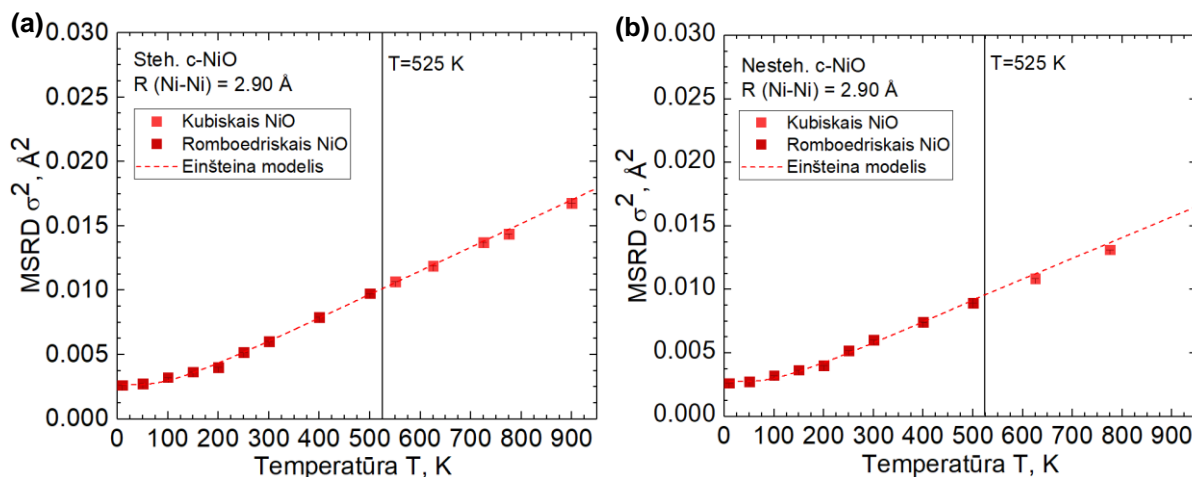 (a)
0.030
0.025
0.020
0.015
0.010
0.005
0.000
MSRD σ², Å²
Steh. c-NiO
R (Ni-Ni) = 2.90 Å
Kubiskais NiO
Romboedriskais NiO
Einšteina modelis
T=525 K
0 100 200 300 400 500 600 700 800 900
Temperatūra T, K
(b)
0.030
0.025
0.020
0.015
0.010
0.005
0.000
MSRD σ², Å²
Nesteh. c-NiO
R (Ni-Ni) = 2.90 Å
Kubiskais NiO
Romboedriskais NiO
Einšteina modelis
T=525 K
0 100 200 300 400 500 600 700 800 900
Temperatūra T, K